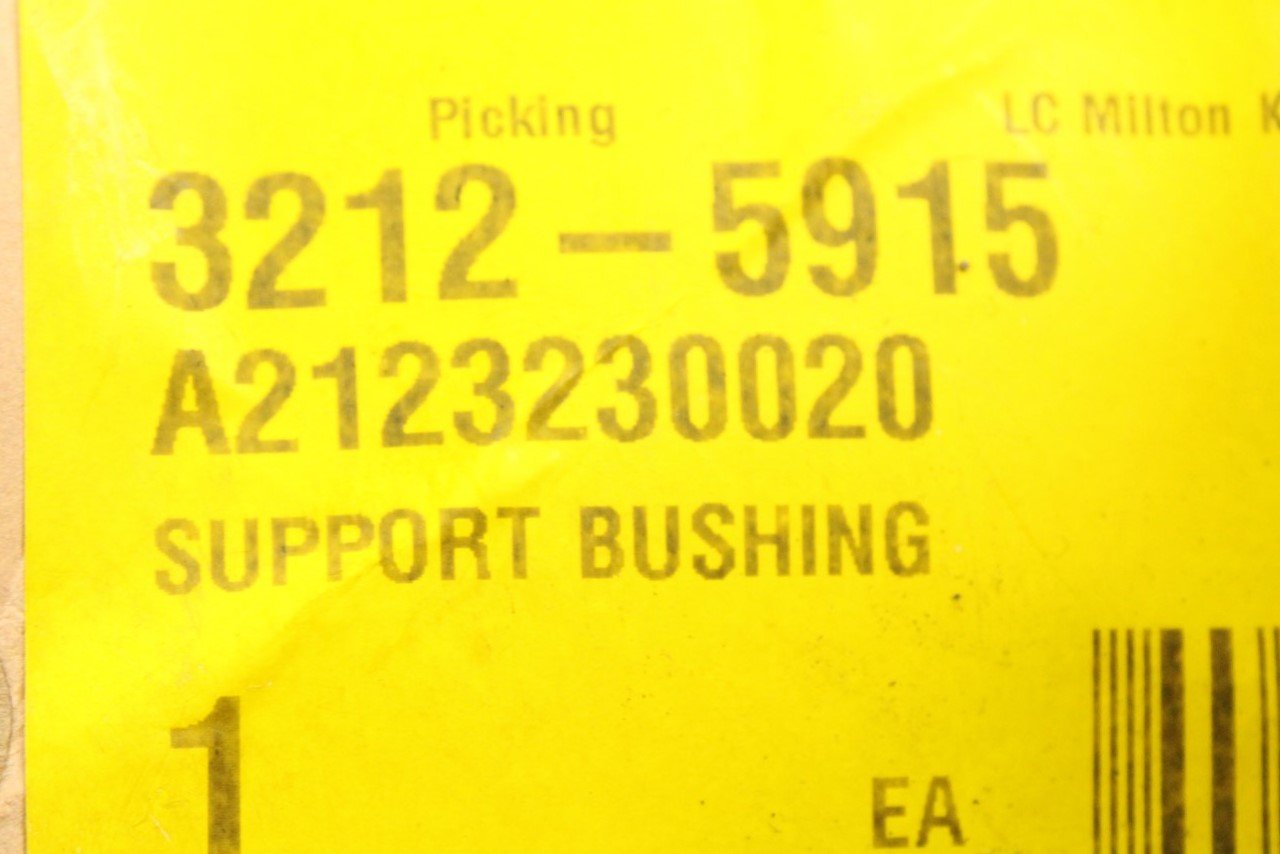 Picking LC Milton K
3212 – 5915
A2123230020
SUPPORT BUSHING
1
EA